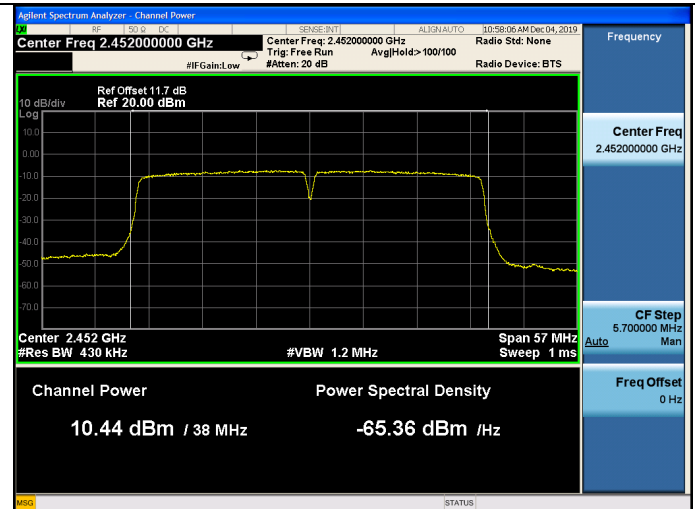 Agilent Spectrum Analyzer - Channel Power
LXI RF 50 Ω DC SENSE:INT ALIGN AUTO 10:58:06 AM Dec 04, 2019
Center Freq 2.452000000 GHz
Center Freq: 2.452000000 GHz Radio Std: None
Trig: Free Run Avg|Hold:>100/100
#IFGain:Low #Atten: 20 dB Radio Device: BTS
Frequency
Ref Offset 11.7 dB
10 dB/div Ref 20.00 dBm
Log
10.0
0.00
-10.0
-20.0
-30.0
-40.0
-50.0
-60.0
-70.0
Center Freq
2.452000000 GHz
CF Step
5.700000 MHz
Auto Man
Freq Offset
0 Hz
Center 2.452 GHz Span 57 MHz
#Res BW 430 kHz #VBW 1.2 MHz Sweep 1 ms
Channel Power Power Spectral Density
10.44 dBm / 38 MHz -65.36 dBm /Hz
MSG STATUS